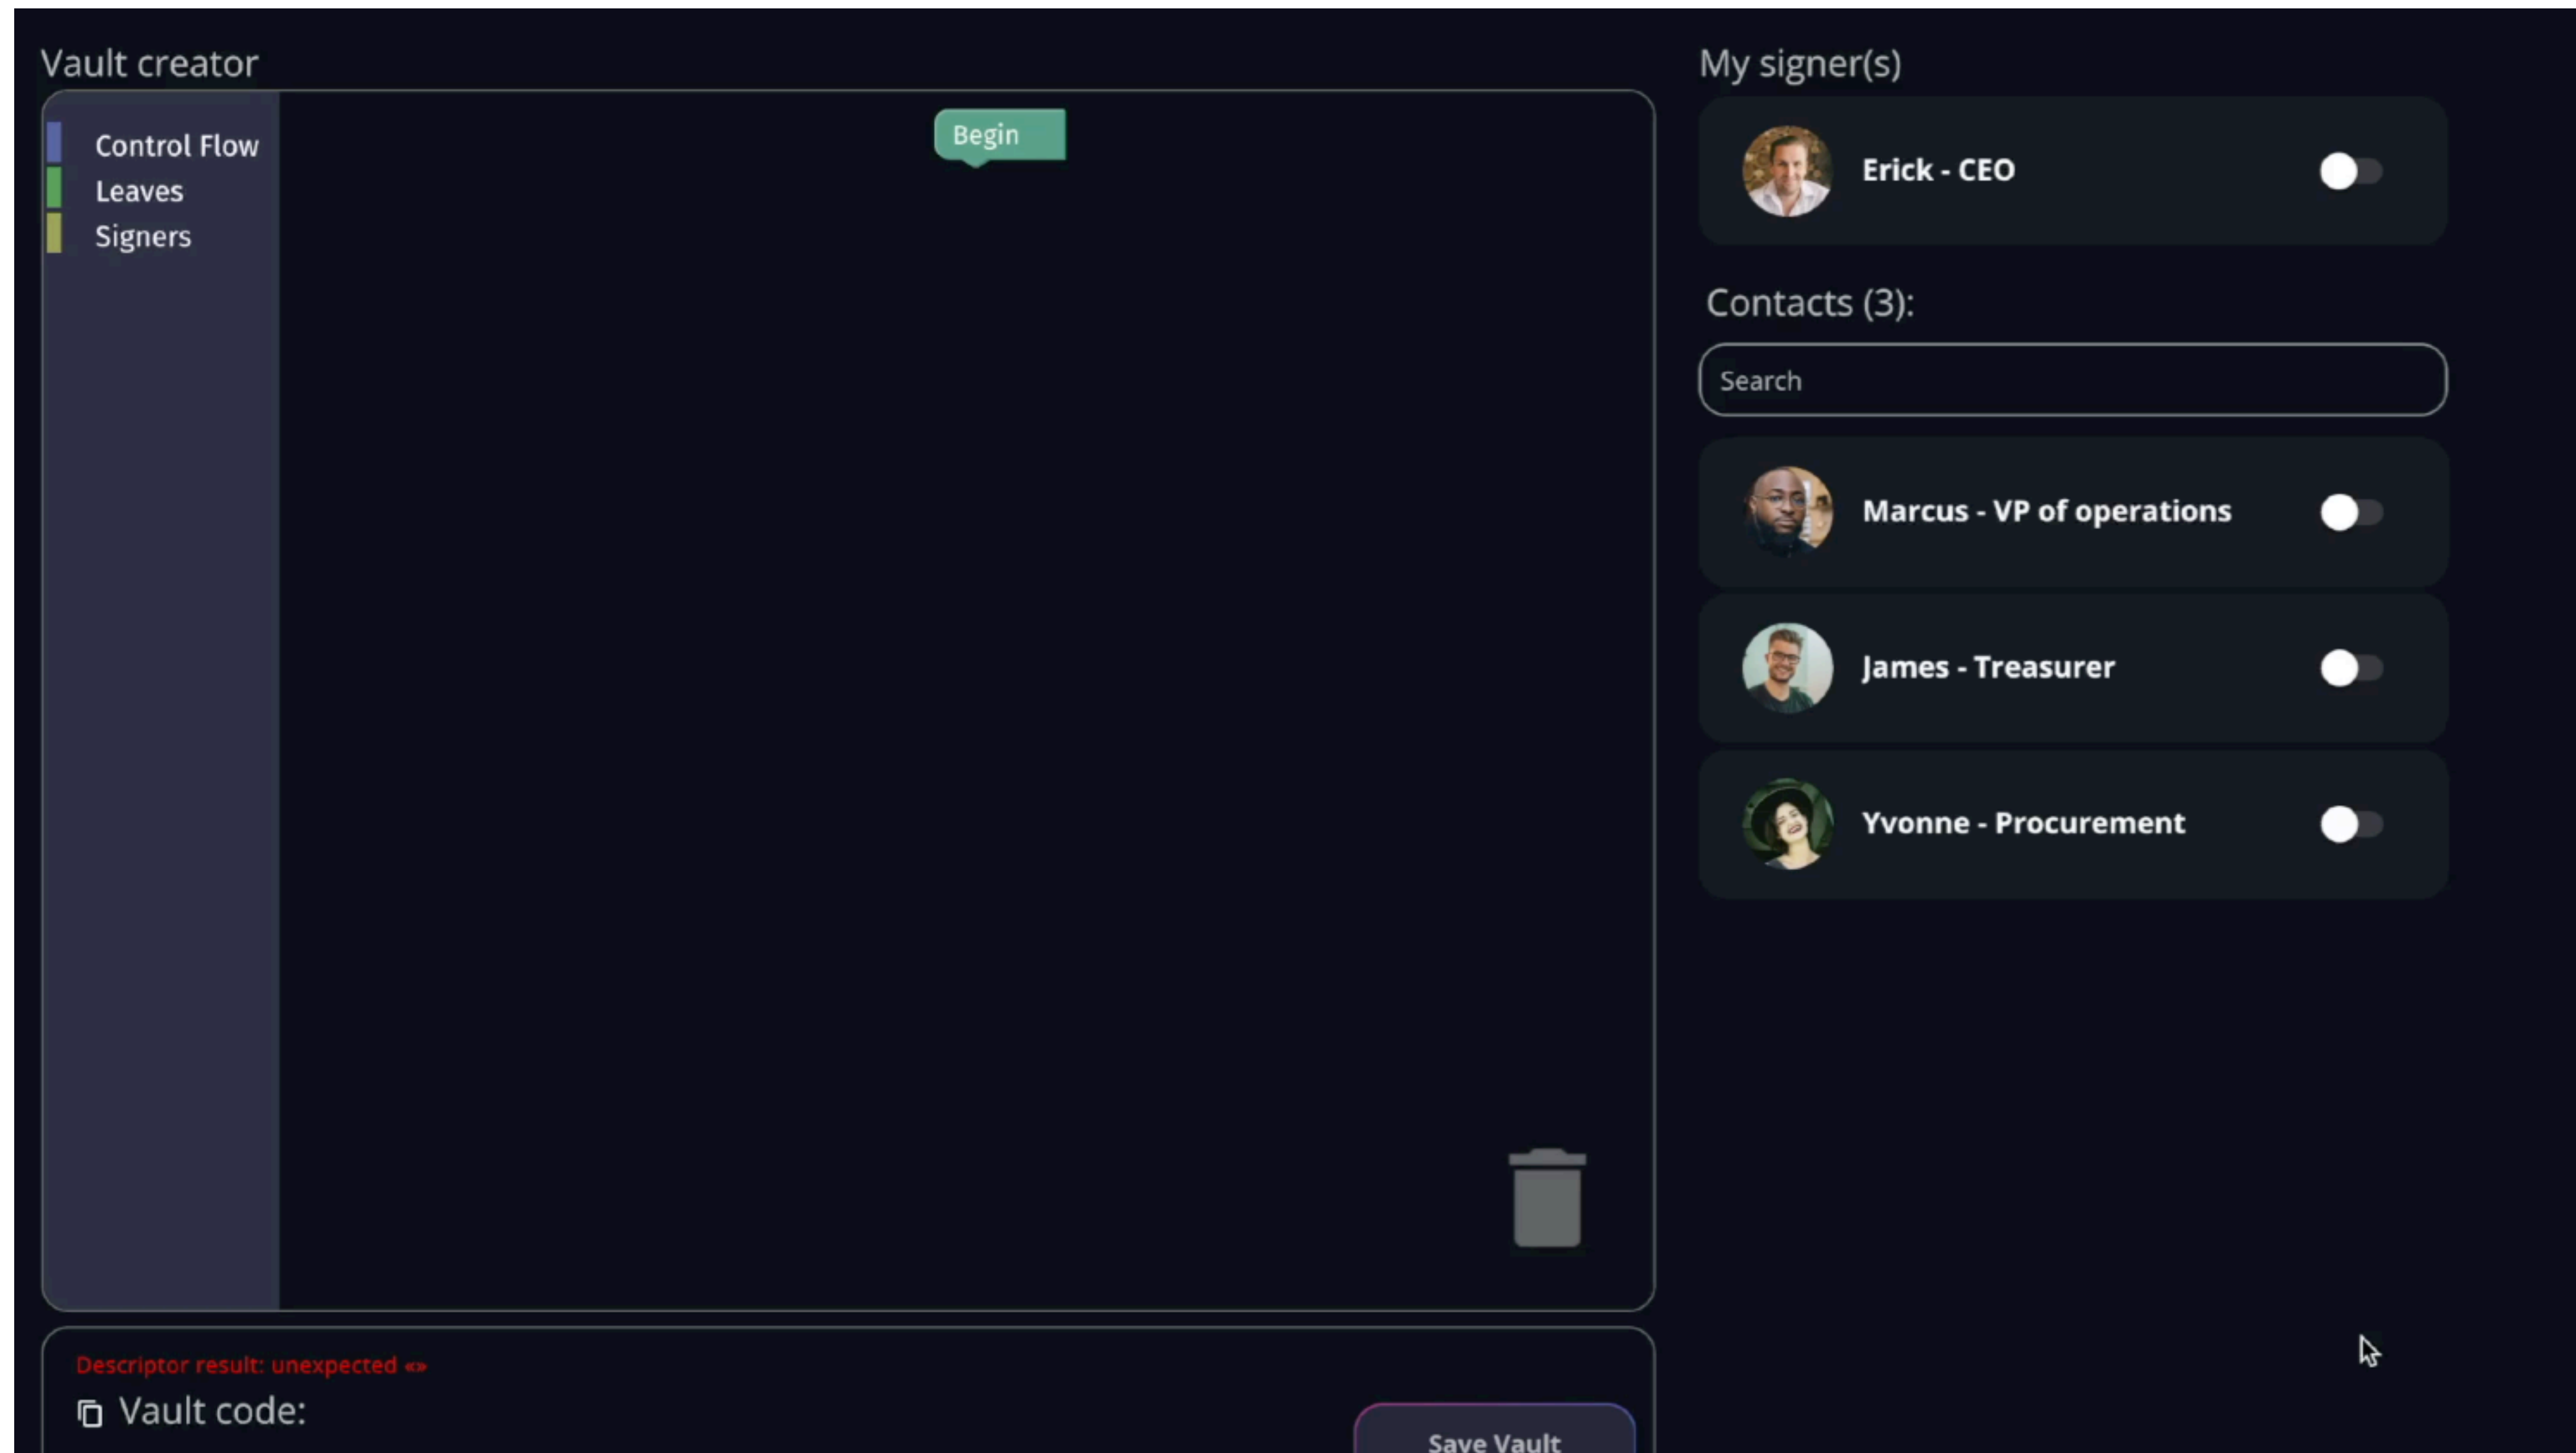 Vault creator
Control Flow
Leaves
Signers
Begin
Descriptor result: unexpected «»
Vault code:
Save Vault
My signer(s)
Erick - CEO
Contacts (3):
Search
Marcus - VP of operations
James - Treasurer
Yvonne - Procurement